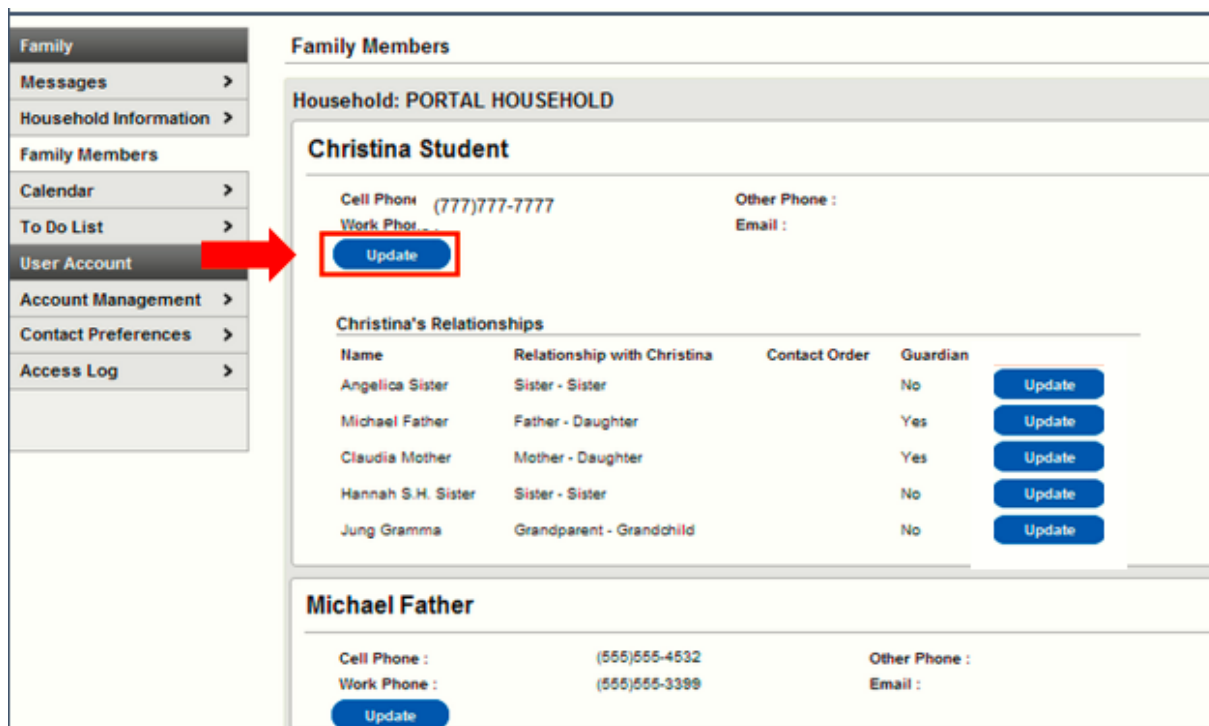 Family
Messages >
Household Information >
Family Members
Calendar >
To Do List >
User Account
Account Management >
Contact Preferences >
Access Log >
Family Members
Household: PORTAL HOUSEHOLD
Christina Student
Cell Phone (777)777-7777 Other Phone :
Work Email :
Update
Christina's Relationships
Name Relationship with Christina Contact Order Guardian
Angelica Sister Sister - Sister No Update
Michael Father Father - Daughter Yes Update
Claudia Mother Mother - Daughter Yes Update
Hannah S.H. Sister Sister - Sister No Update
Jung Gramma Grandparent - Grandchild No Update
Michael Father
Cell Phone : (555)555-4532 Other Phone :
Work Phone : (555)555-3399 Email :
Update